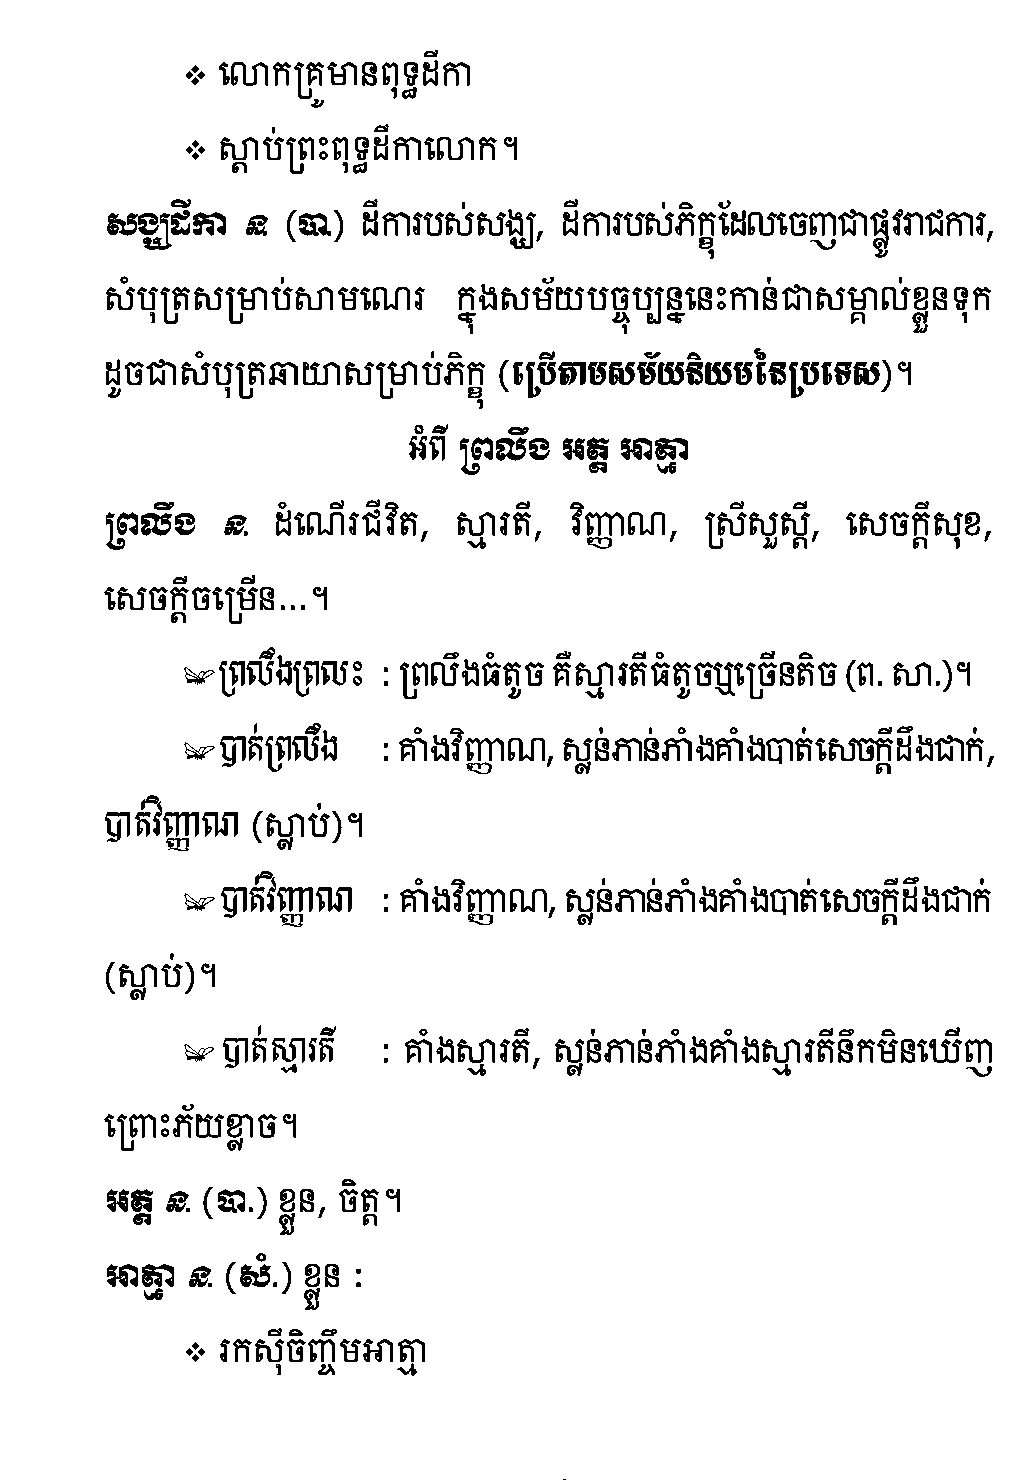 ❖ លោកគ្រូមានពុទ្ធដីកា
❖ ស្តាប់ព្រះពុទ្ធដីកាលោក។
សង្ឃដីកា ន (បា.) ដីការបស់សង្ឃ, ដីការបស់ភិក្ខុដែលចេញជាផ្លូវរាជការ,
សំបុត្រសម្រាប់សាមណេរ ក្នុងសម័យបច្ចុប្បន្ននេះកាន់ជាសម្គាល់ខ្លួនទុក
ដូចជាសំបុត្រឆាយាសម្រាប់ភិក្ខុ (ប្រើតាមសម័យនិយមនៃប្រទេស)។
អំពី ព្រលឹង អត្ត អាត្មា
ព្រលឹង ន. ដំណើរជីវិត, ស្មារតី, វិញ្ញាណ, ស្រីសួស្តី, សេចក្តីសុខ,
សេចក្តីចម្រើន...។
ព្រលឹងព្រលះ : ព្រលឹងធំតូច គឺស្មារតីធំតូចឬច្រើនតិច (ព. សា.)។
បាត់ព្រលឹង : គាំងវិញ្ញាណ, ស្លន់ភាន់ភាំងគាំងបាត់សេចក្តីដឹងជាក់,
បាត់វិញ្ញាណ (ស្លាប់)។
បាត់វិញ្ញាណ : គាំងវិញ្ញាណ, ស្លន់ភាន់ភាំងគាំងបាត់សេចក្តីដឹងជាក់
(ស្លាប់)។
បាត់ស្មារតី : គាំងស្មារតី, ស្លន់ភាន់ភាំងគាំងស្មារតីនឹកមិនឃើញ
ព្រោះភ័យខ្លាច។
អត្ត ន. (បា.) ខ្លួន, ចិត្ត។
អាត្មា ន. (សំ.) ខ្លួន :
❖ រកស៊ីចិញ្ចឹមអាត្មា